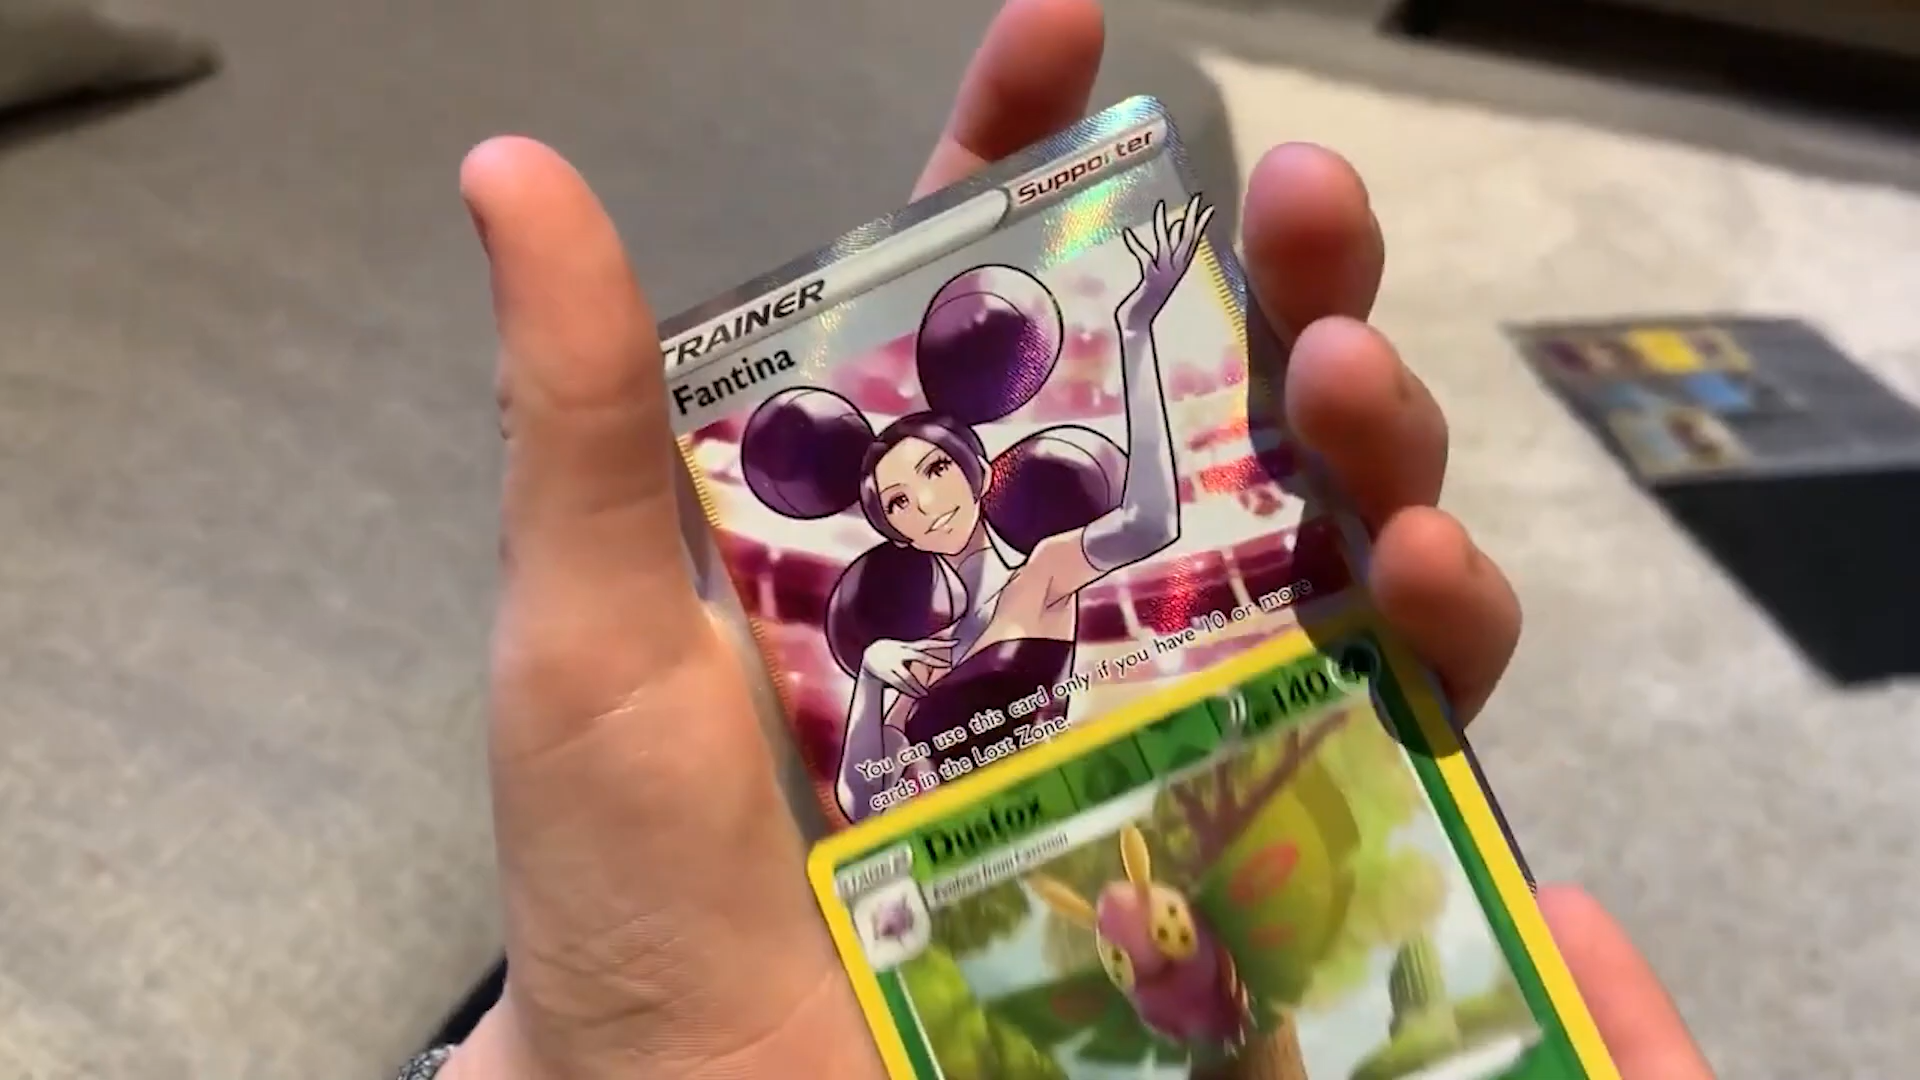 TRAINER
Supporter
Fantina
You can use this card only if you have 10 or more
cards in the Lost Zone.
Dustox
140
Evolves from Cascoon